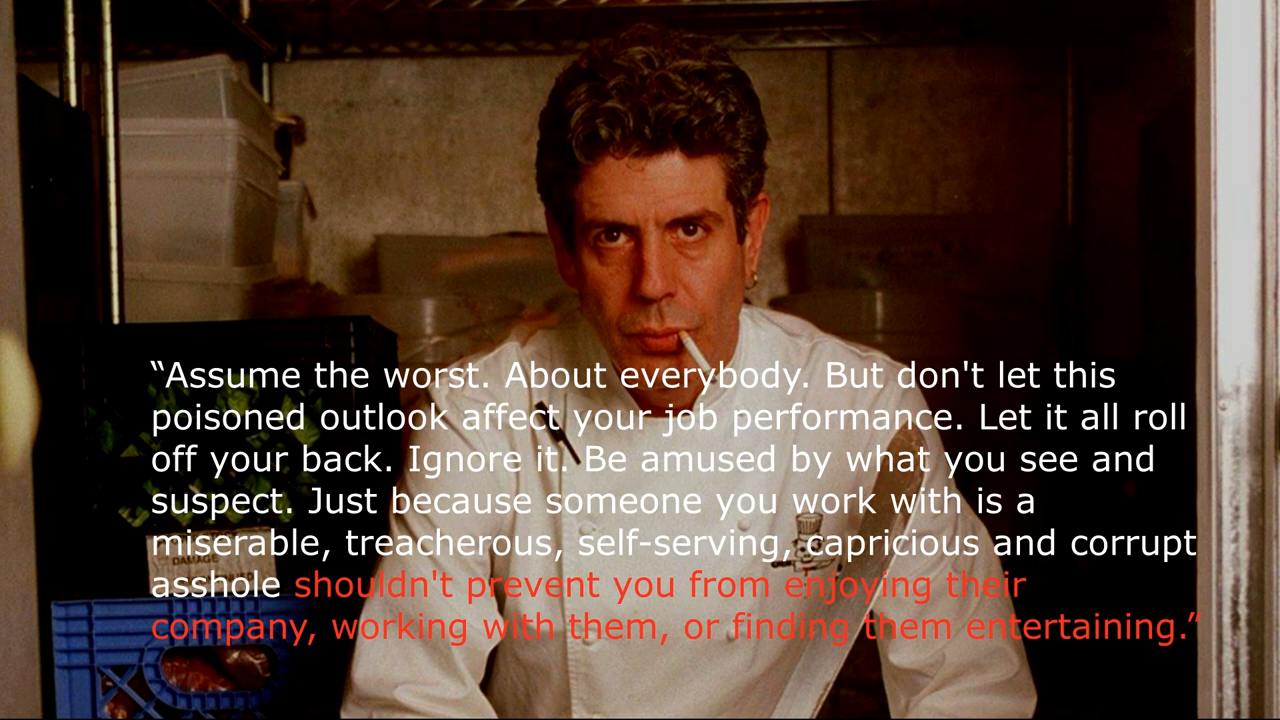 “Assume the worst. About everybody. But don't let this
poisoned outlook affect your job performance. Let it all roll
off your back. Ignore it. Be amused by what you see and
suspect. Just because someone you work with is a
miserable, treacherous, self-serving, capricious and corrupt
asshole shouldn't prevent you from enjoying their
company, working with them, or finding them entertaining.”